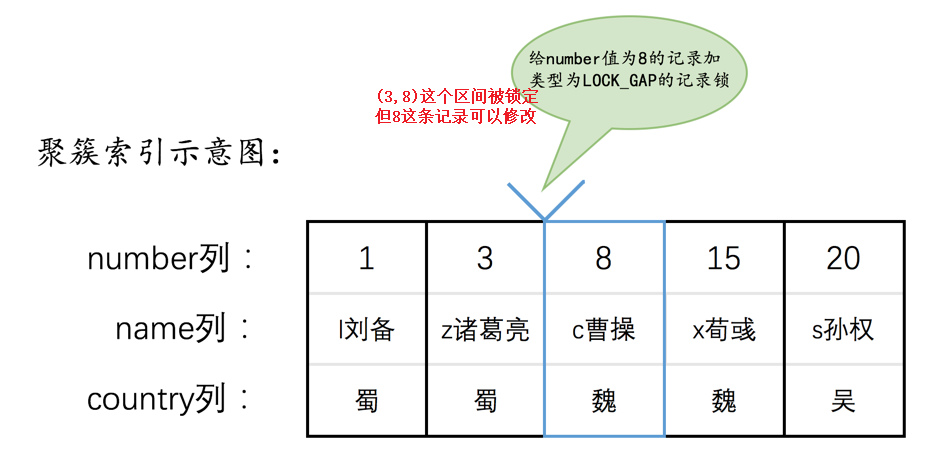 给number值为8的记录加
类型为LOCK_GAP的记录锁
(3,8)这个区间被锁定
但8这条记录可以修改
聚簇索引示意图：
number列： 1 3 8 15 20
name列： l刘备 z诸葛亮 c曹操 x荀彧 s孙权
country列： 蜀 蜀 魏 魏 吴